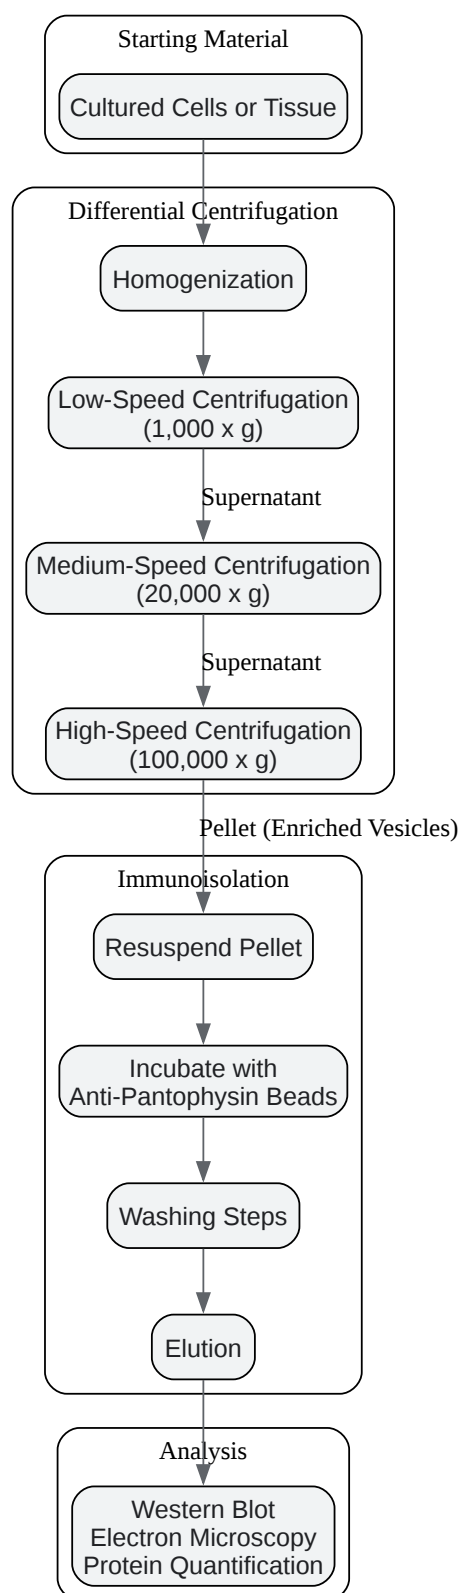 Starting Material
Cultured Cells or Tissue
Differential Centrifugation
Homogenization
Low-Speed Centrifugation
(1,000 x g)
Supernatant
Medium-Speed Centrifugation
(20,000 x g)
Supernatant
High-Speed Centrifugation
(100,000 x g)
Pellet (Enriched Vesicles)
Immunoisolation
Resuspend Pellet
Incubate with
Anti-Pantophysin Beads
Washing Steps
Elution
Analysis
Western Blot
Electron Microscopy
Protein Quantification